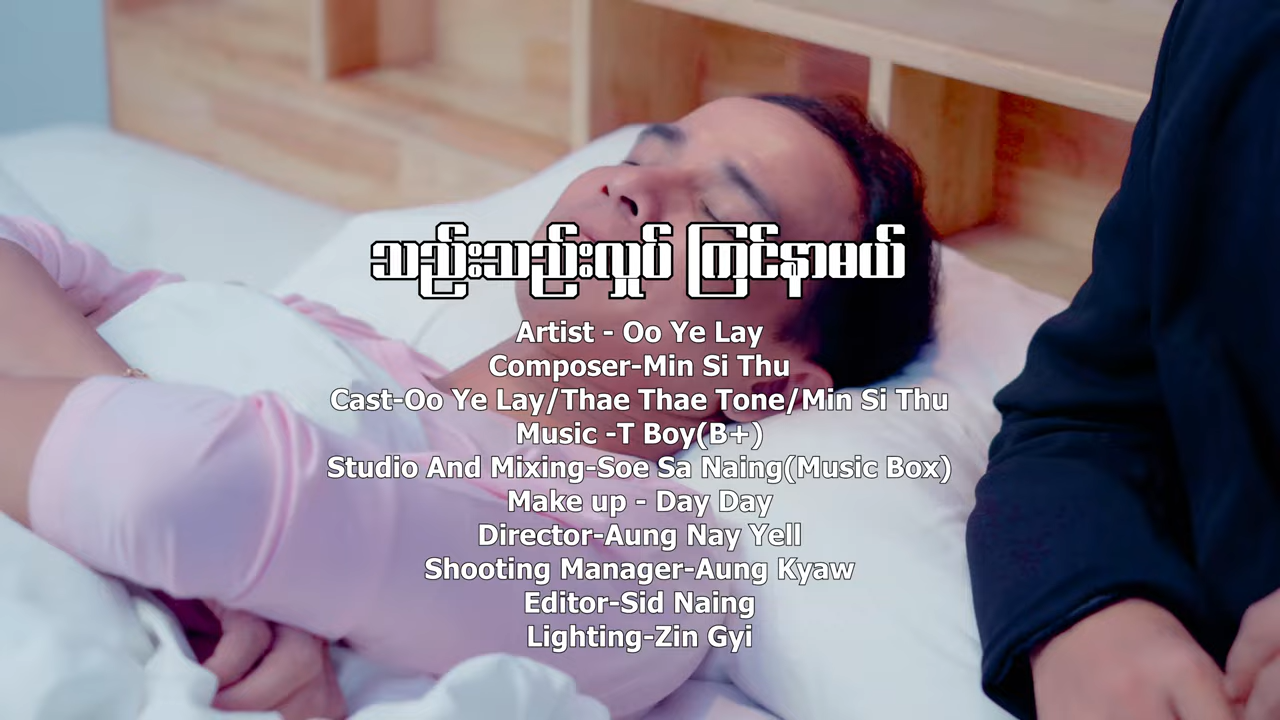 သည်းသည်းလှုပ် ကြင်နာမယ်
Artist - Oo Ye Lay
Composer-Min Si Thu
Cast-Oo Ye Lay/Thae Thae Tone/Min Si Thu
Music -T Boy(B+)
Studio And Mixing-Soe Sa Naing(Music Box)
Make up - Day Day
Director-Aung Nay Yell
Shooting Manager-Aung Kyaw
Editor-Sid Naing
Lighting-Zin Gyi